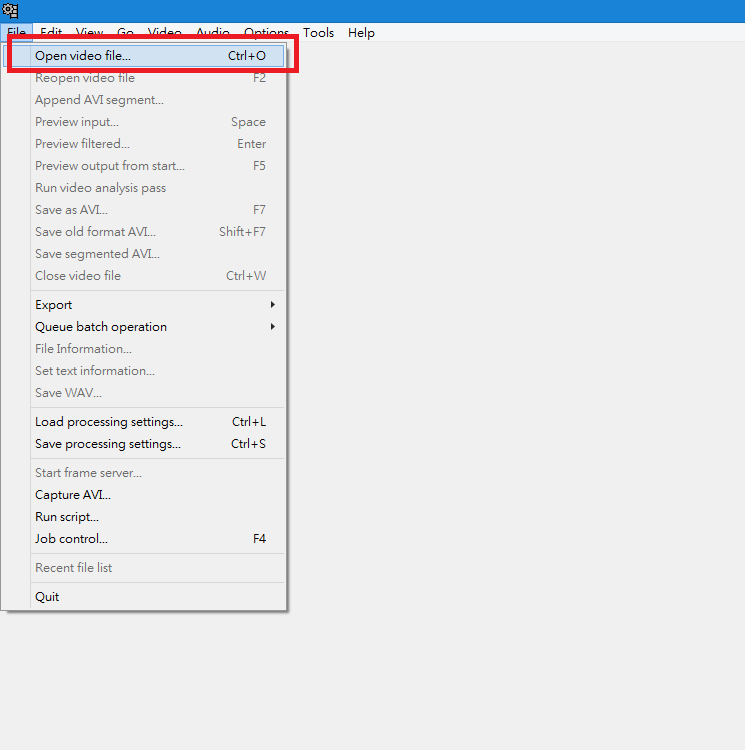 File Edit View Go Video Audio Options Tools Help
Open video file... Ctrl+O
Reopen video file F2
Append AVI segment...
Preview input... Space
Preview filtered... Enter
Preview output from start... F5
Run video analysis pass
Save as AVI... F7
Save old format AVI... Shift+F7
Save segmented AVI...
Close video file Ctrl+W
Export
Queue batch operation
File Information...
Set text information...
Save WAV...
Load processing settings... Ctrl+L
Save processing settings... Ctrl+S
Start frame server...
Capture AVI...
Run script...
Job control... F4
Recent file list
Quit